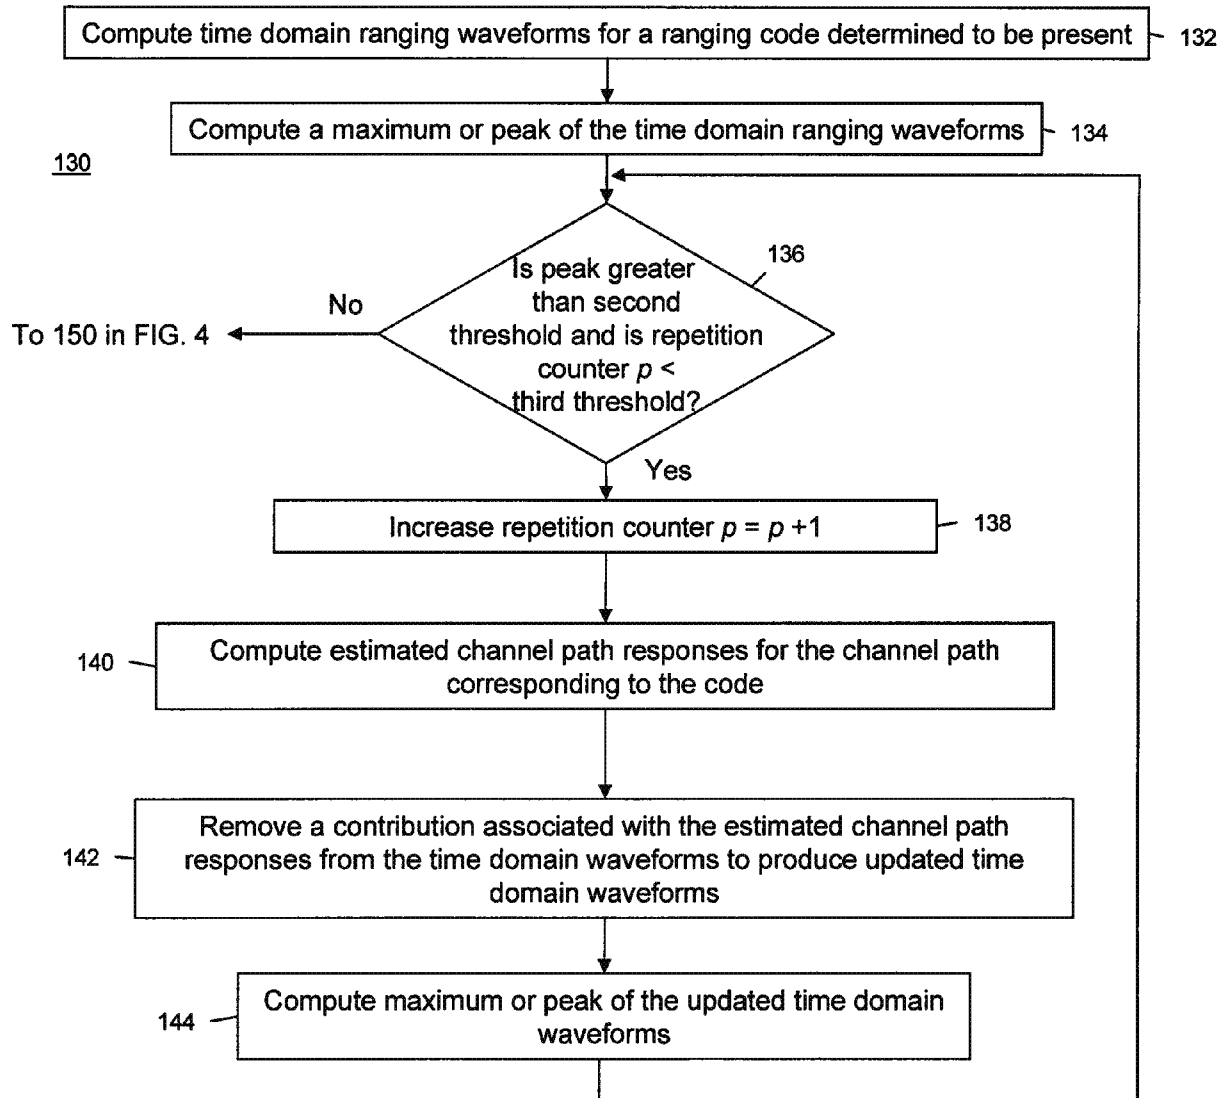 Compute time domain ranging waveforms for a ranging code determined to be present
132
Compute a maximum or peak of the time domain ranging waveforms
134
130
136
Is peak greater
than second
threshold and is repetition
counter p <
third threshold?
No
To 150 in FIG. 4
Yes
Increase repetition counter p = p +1
138
140
Compute estimated channel path responses for the channel path
corresponding to the code
142
Remove a contribution associated with the estimated channel path
responses from the time domain waveforms to produce updated time
domain waveforms
144
Compute maximum or peak of the updated time domain
waveforms